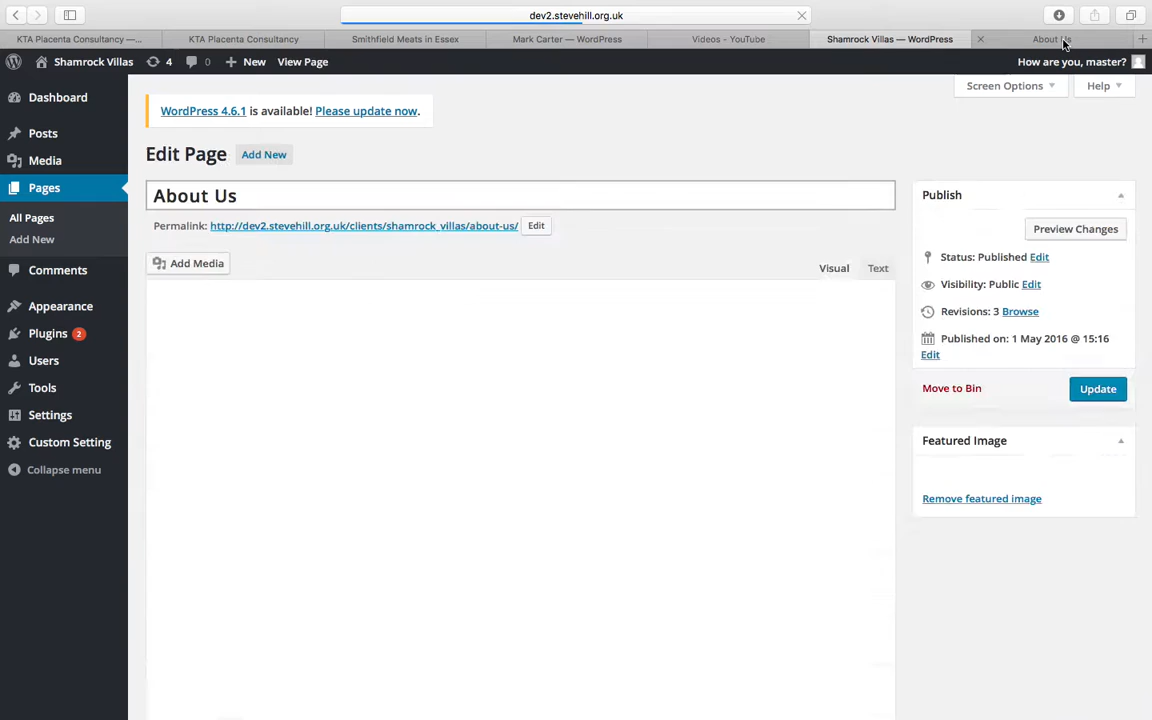 dev2.stevehill.org.uk
KTA Placenta Consultancy —... KTA Placenta Consultancy Smithfield Meats in Essex Mark Carter — WordPress Videos - YouTube Shamrock Villas — WordPress About Us
Shamrock Villas 4 0 New View Page How are you, master?
Screen Options Help
Dashboard
WordPress 4.6.1 is available! Please update now.
Posts
Edit Page Add New
Media
Pages
About Us
Publish
All Pages
Permalink: http://dev2.stevehill.org.uk/clients/shamrock_villas/about-us/ Edit
Preview Changes
Add New
Status: Published Edit
Add Media
Visual Text
Comments
Visibility: Public Edit
Appearance
Revisions: 3 Browse
Plugins 2
Published on: 1 May 2016 @ 15:16
Edit
Users
Tools
Move to Bin Update
Settings
Custom Setting
Featured Image
Collapse menu
Remove featured image